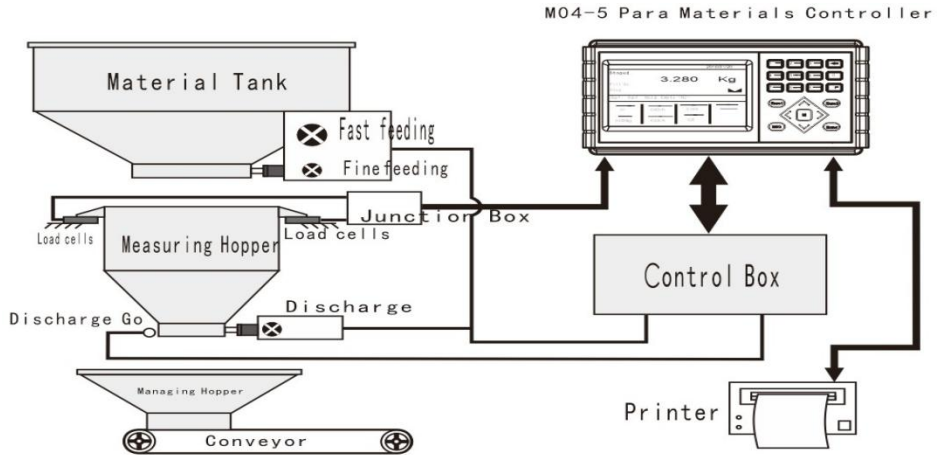 M04-5 Para Materials Controller
Material Tank
Fast feeding
Finefeeding
3.280 Kg
Junction Box
Load cells
Load cells
Measuring Hopper
Control Box
Discharge
Discharge Go
Managing Hopper
Printer
Conveyor